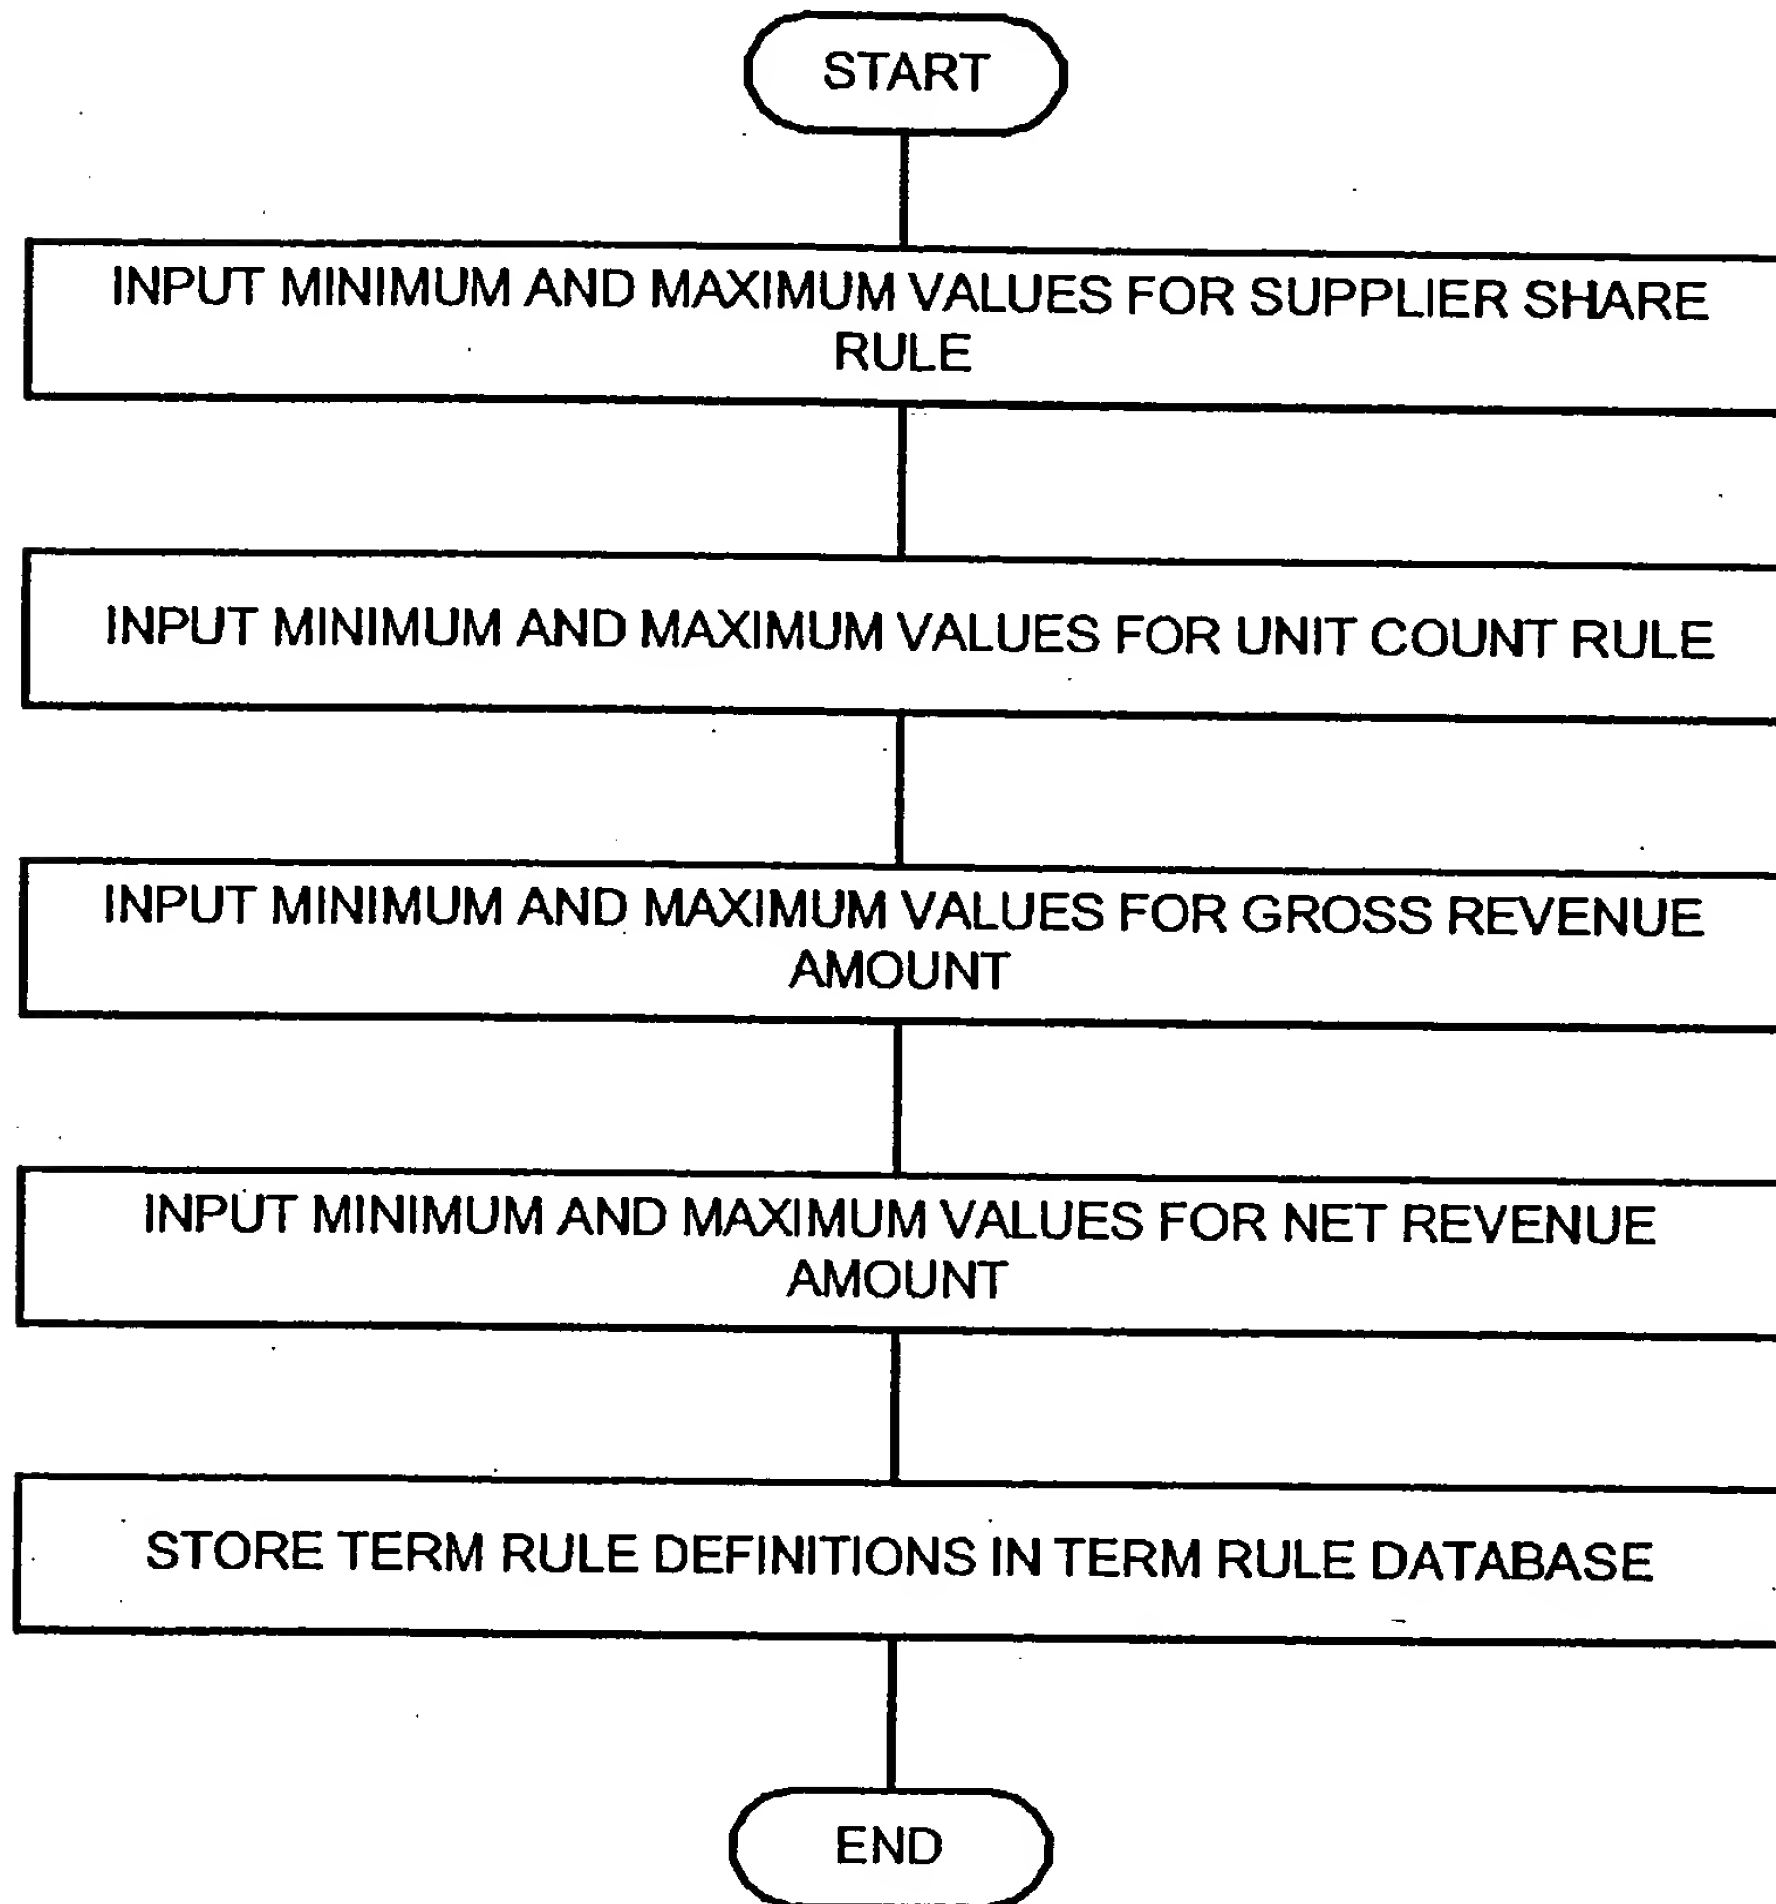 START
INPUT MINIMUM AND MAXIMUM VALUES FOR SUPPLIER SHARE
RULE
INPUT MINIMUM AND MAXIMUM VALUES FOR UNIT COUNT RULE
INPUT MINIMUM AND MAXIMUM VALUES FOR GROSS REVENUE
AMOUNT
INPUT MINIMUM AND MAXIMUM VALUES FOR NET REVENUE
AMOUNT
STORE TERM RULE DEFINITIONS IN TERM RULE DATABASE
END